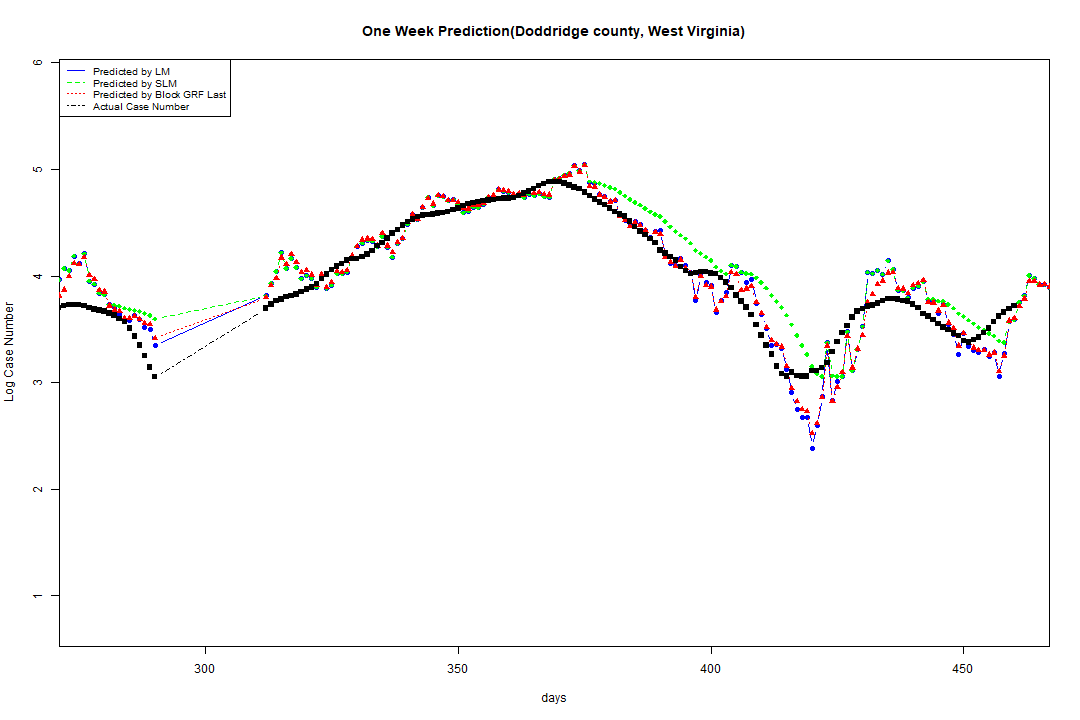 One Week Prediction(Doddridge county, West Virginia)
Predicted by LM
Predicted by SLM
Predicted by Block GRF Last
Actual Case Number
6
5
4
3
2
1
Log Case Number
300 350 400 450
days